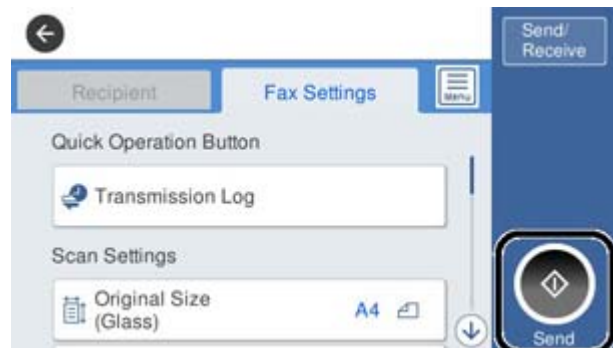 Send/
Receive
Recipient
Fax Settings
Menu
Quick Operation Button
Transmission Log
Scan Settings
Original Size
(Glass)
A4
Send